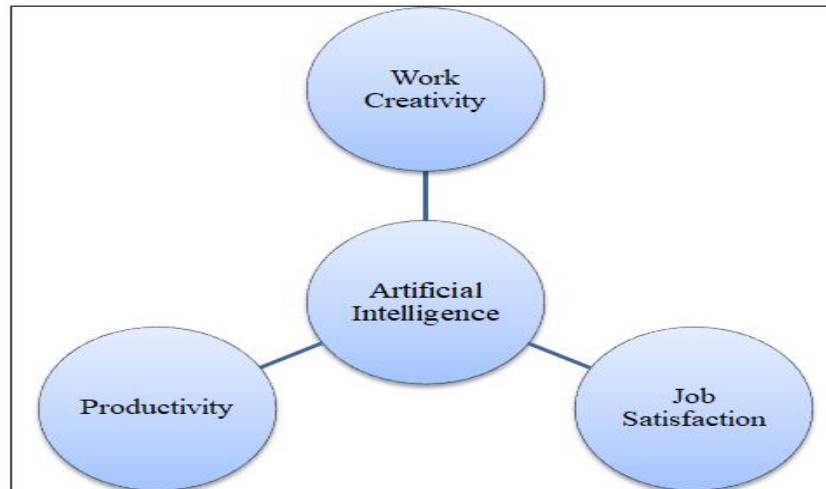 Work
Creativity
Artificial
Intelligence
Productivity
Job
Satisfaction